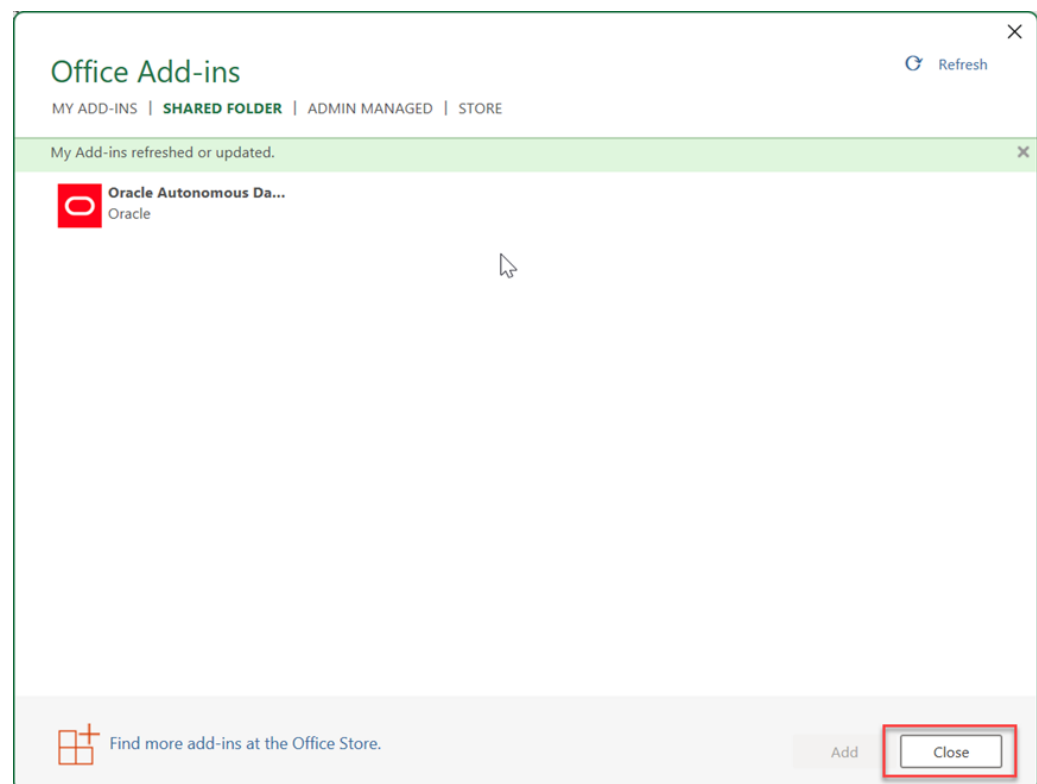 Office Add-ins
Refresh
MY ADD-INS | SHARED FOLDER | ADMIN MANAGED | STORE
My Add-ins refreshed or updated.
Oracle Autonomous Da...
Oracle
Find more add-ins at the Office Store.
Add
Close